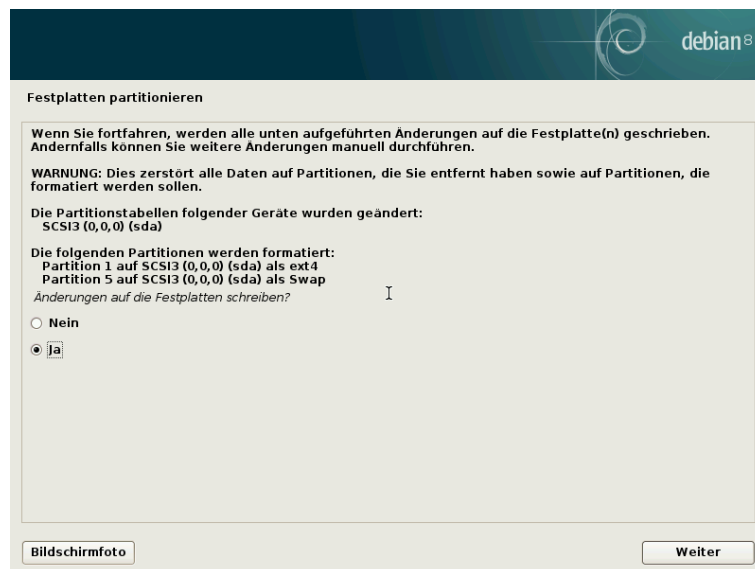 debian 8
Festplatten partitionieren
Wenn Sie fortfahren, werden alle unten aufgeführten Änderungen auf die Festplatte(n) geschrieben.
Andernfalls können Sie weitere Änderungen manuell durchführen.
WARNUNG: Dies zerstört alle Daten auf Partitionen, die Sie entfernt haben sowie auf Partitionen, die
formatiert werden sollen.
Die Partitionstabellen folgender Geräte wurden geändert:
SCSI3 (0,0,0) (sda)
Die folgenden Partitionen werden formatiert:
Partition 1 auf SCSI3 (0,0,0) (sda) als ext4
Partition 5 auf SCSI3 (0,0,0) (sda) als Swap
Änderungen auf die Festplatten schreiben?
Nein
Ja
Bildschirmfoto
Weiter